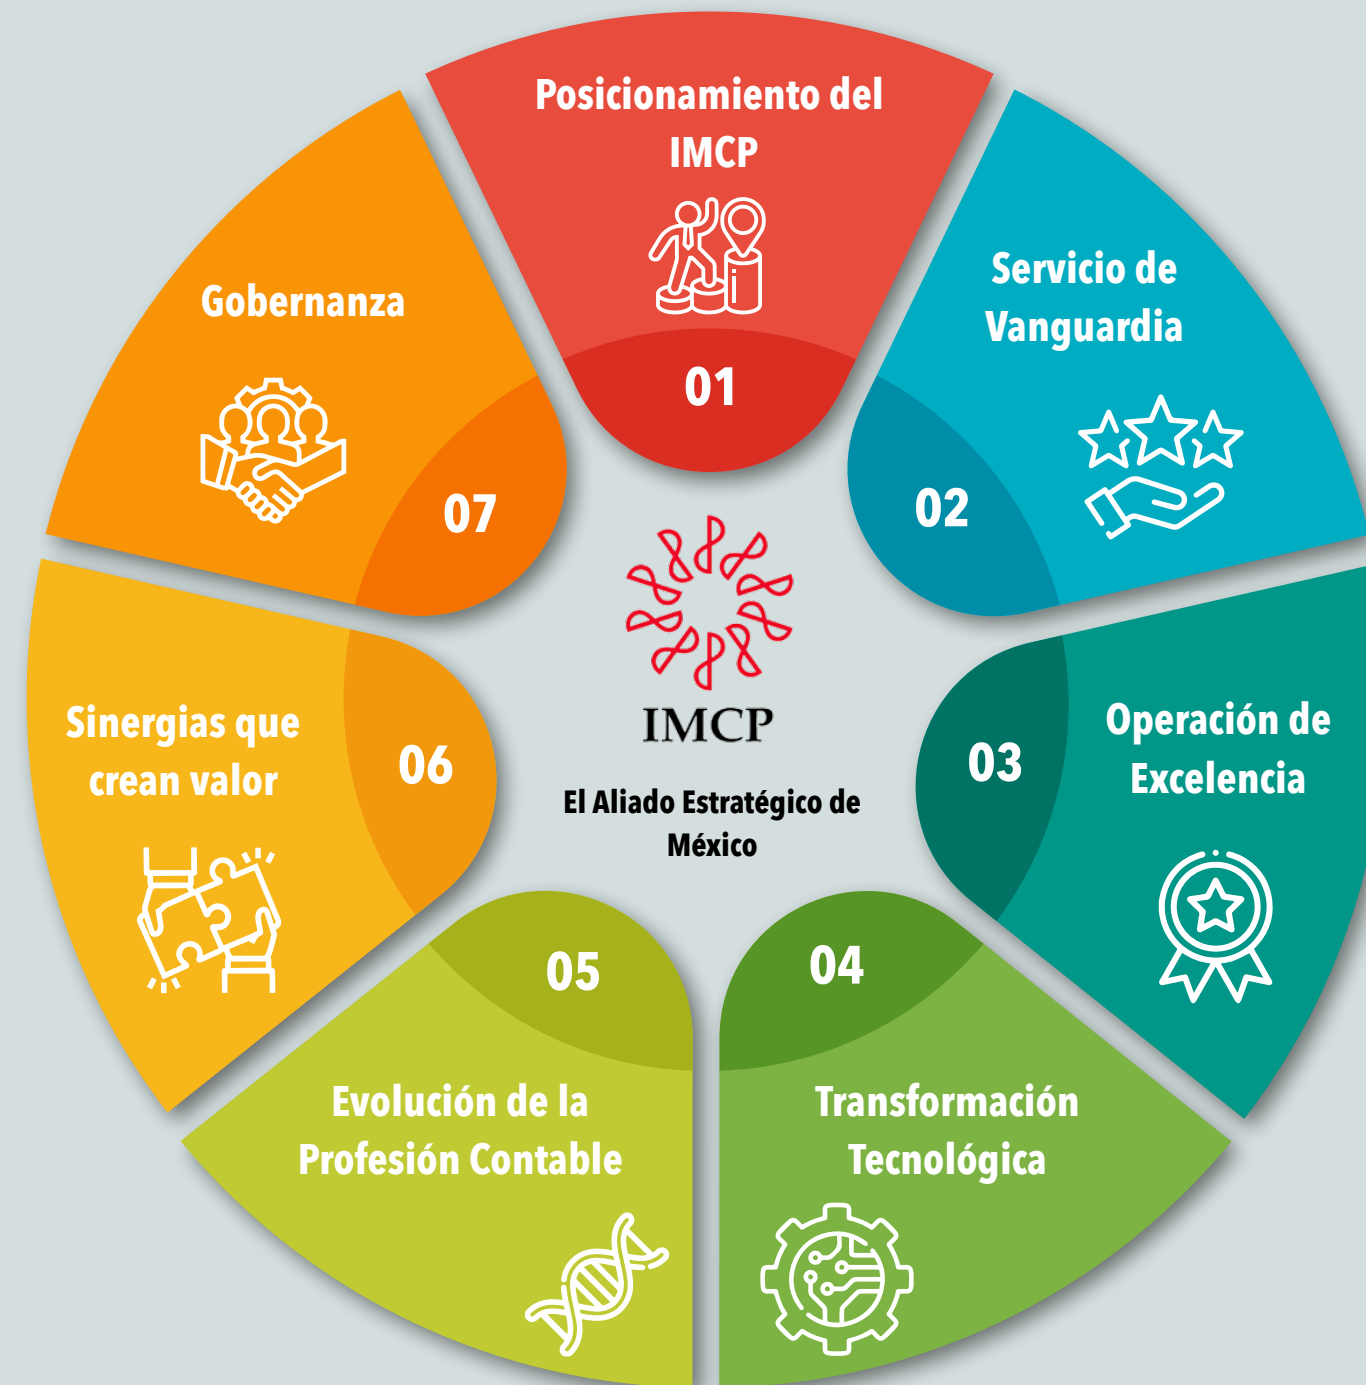 Posicionamiento del
IMCP
01
Servicio de
Vanguardia
02
Operación de
Excelencia
03
Transformación
Tecnológica
04
Evolución de la
Profesión Contable
05
Sinergias que
crean valor
06
Gobernanza
07
IMCP
El Aliado Estratégico de
México